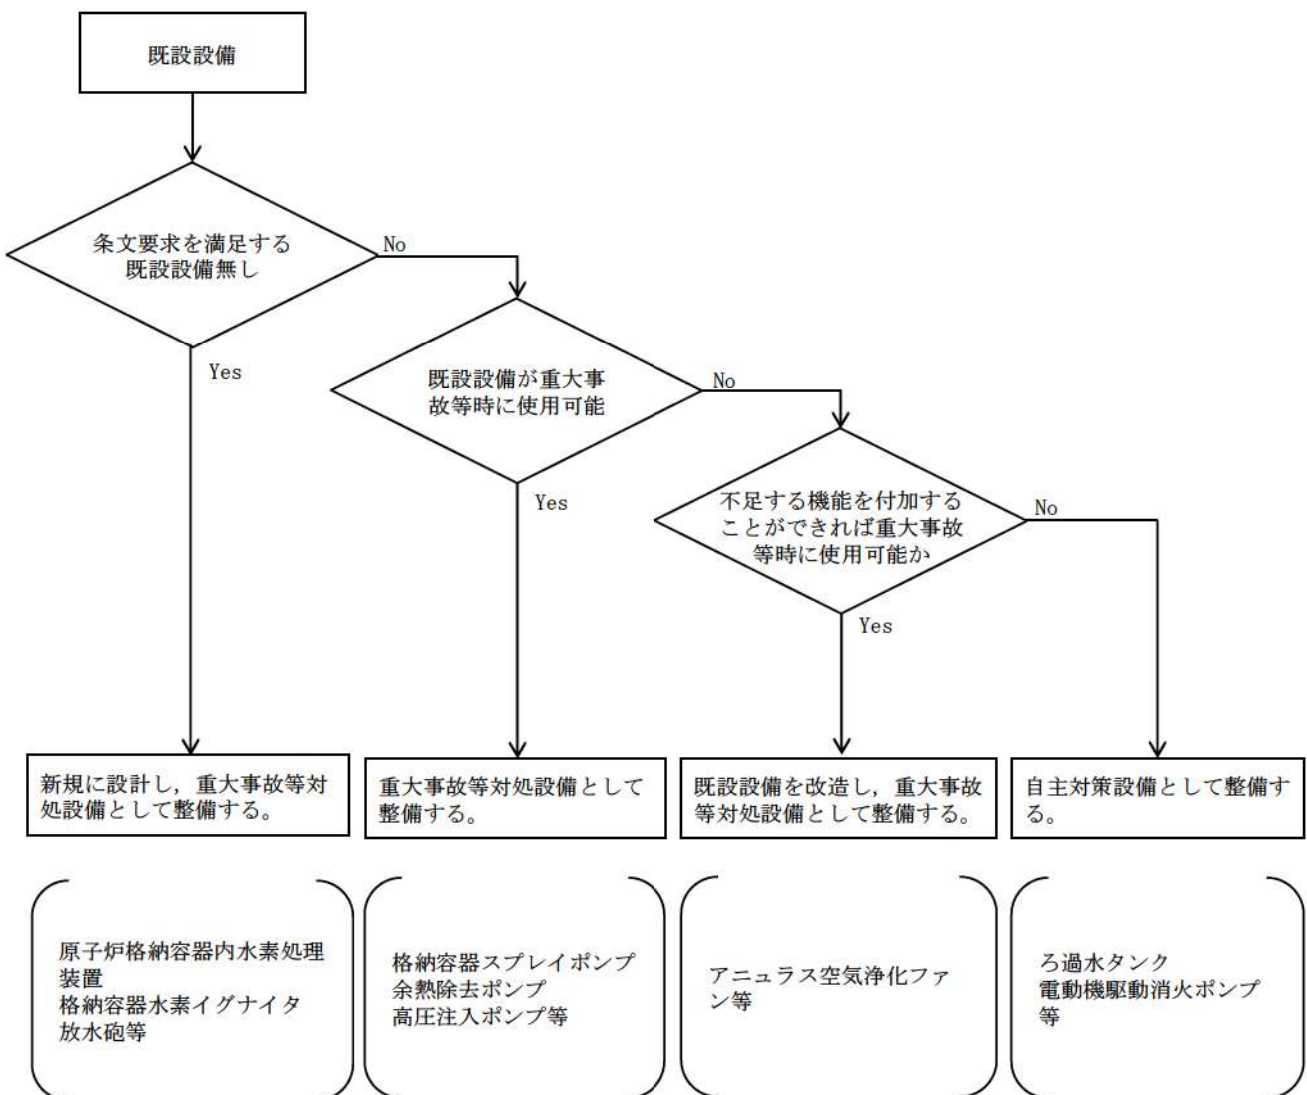 既設設備
条文要求を満足する
既設設備無し
No
Yes
既設設備が重大事
故等時に使用可能
No
Yes
不足する機能を付加する
ことができれば重大事故
等時に使用可能か
No
Yes
新規に設計し，重大事故等対
処設備として整備する。
重大事故等対処設備として
整備する。
既設設備を改造し，重大事故
等対処設備として整備する。
自主対策設備として整備す
る。
原子炉格納容器内水素処理
装置
格納容器水素イグナイタ
放水砲等
格納容器スプレイポンプ
余熱除去ポンプ
高圧注入ポンプ等
アニュラス空気浄化ファ
ン等
ろ過水タンク
電動機駆動消火ポンプ
等